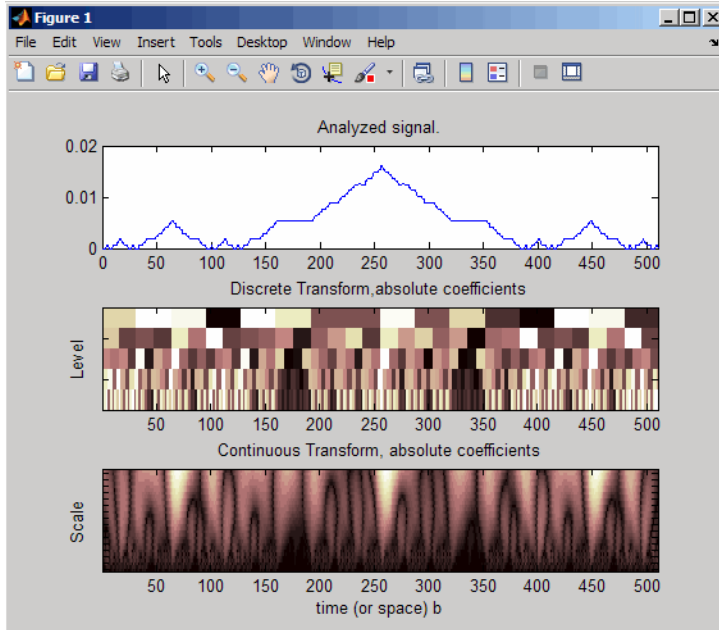 Figure 1
File Edit View Insert Tools Desktop Window Help
Analyzed signal.
0.02
0.01
0
0 50 100 150 200 250 300 350 400 450 500
Discrete Transform,absolute coefficients
Level
50 100 150 200 250 300 350 400 450 500
Continuous Transform, absolute coefficients
Scale
50 100 150 200 250 300 350 400 450 500
time (or space) b